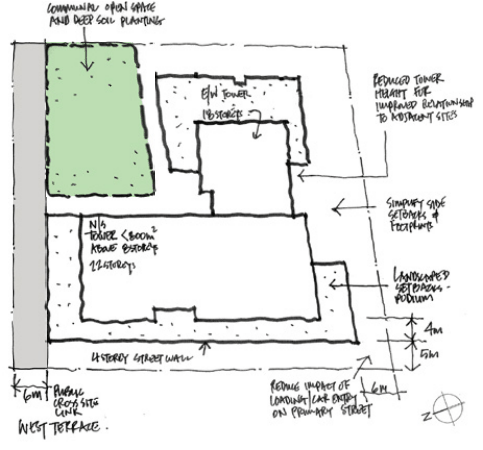 COMMUNAL OPEN SPACE
AND DEEP SOIL PLANTING
E/W TOWER
18 STOREYS
REDUCED TOWER
HEIGHT FOR
IMPROVED RELATIONSHIP
TO ADJACENT SITES
SIMPLIFY SIDE
SETBACKS &
FOOTPRINTS
N/S
TOWER <800m²
ABOVE 8 STOREYS
22 STOREYS
LANDSCAPED
SETBACKS -
PODIUM
4m
5m
4 STOREY STREET WALL
6m
PUBLIC
CROSS SITE
LINK
REDUCE IMPACT OF
LOADING/CAR ENTRY
ON PRIMARY STREET
6m
WEST TERRACE.
Z